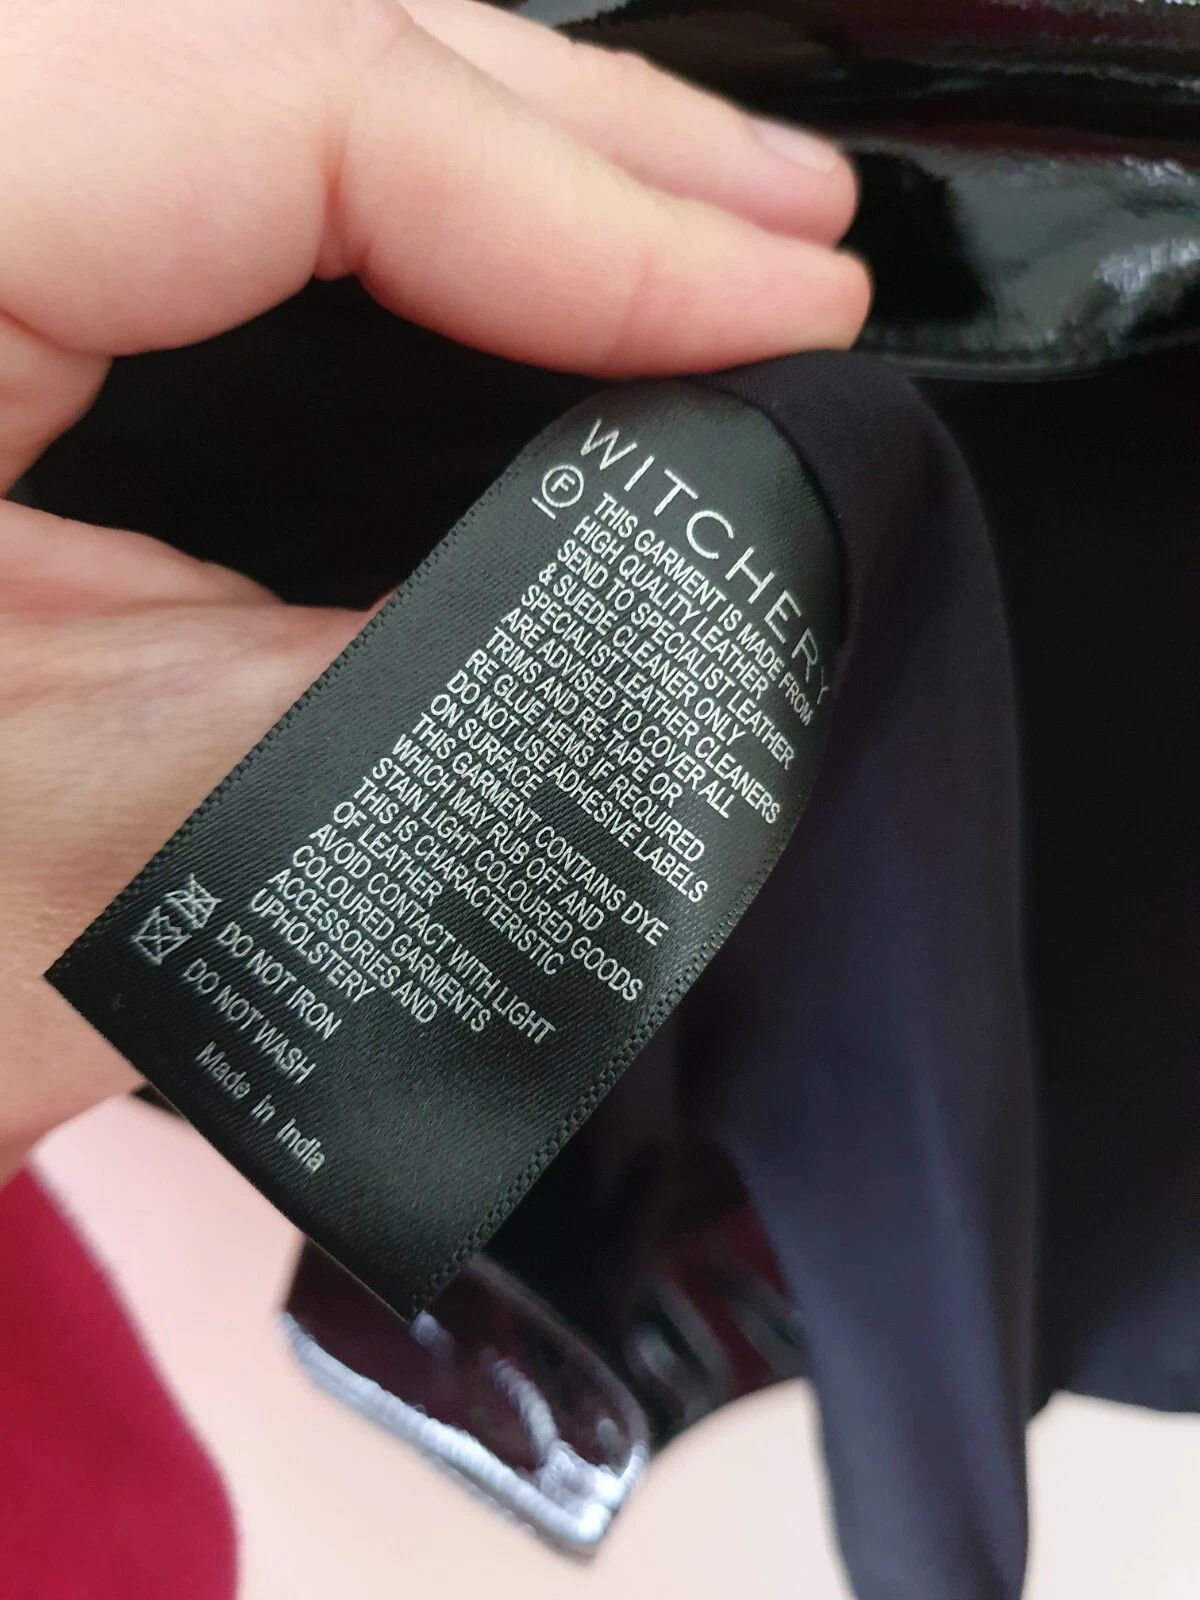 WITCHERY
F
THIS GARMENT IS MADE FROM
HIGH QUALITY LEATHER
SEND TO SPECIALIST LEATHER
& SUEDE CLEANER ONLY
SPECIALIST LEATHER CLEANERS
ARE ADVISED TO COVER ALL
TRIMS AND RE TAPE OR
RE GLUE HEMS IF REQUIRED
DO NOT USE ADHESIVE LABELS
ON SURFACE
THIS GARMENT CONTAINS DYE
WHICH MAY RUB OFF AND
STAIN LIGHT COLOURED GOODS
THIS IS CHARACTERISTIC
OF LEATHER
AVOID CONTACT WITH LIGHT
COLOURED GARMENTS
ACCESSORIES AND
UPHOLSTERY
DO NOT IRON
DO NOT WASH
Made in India